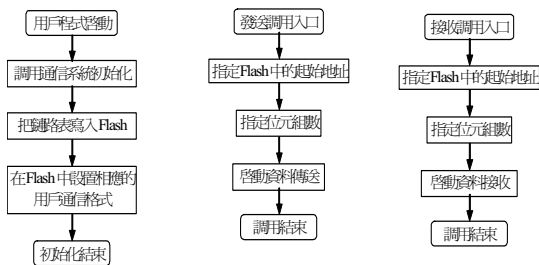 用戶程式啓動
調用通信系統初始化
把鏈路表寫入Flash
在Flash中設置相應的
用戶通信格式
初始化結束
發送調用入口
指定Flash中的起始地址
指定位元組數
啓動資料傳送
調用結束
接收調用入口
指定Flash中的起始地址
指定位元組數
啓動資料接收
調用結束